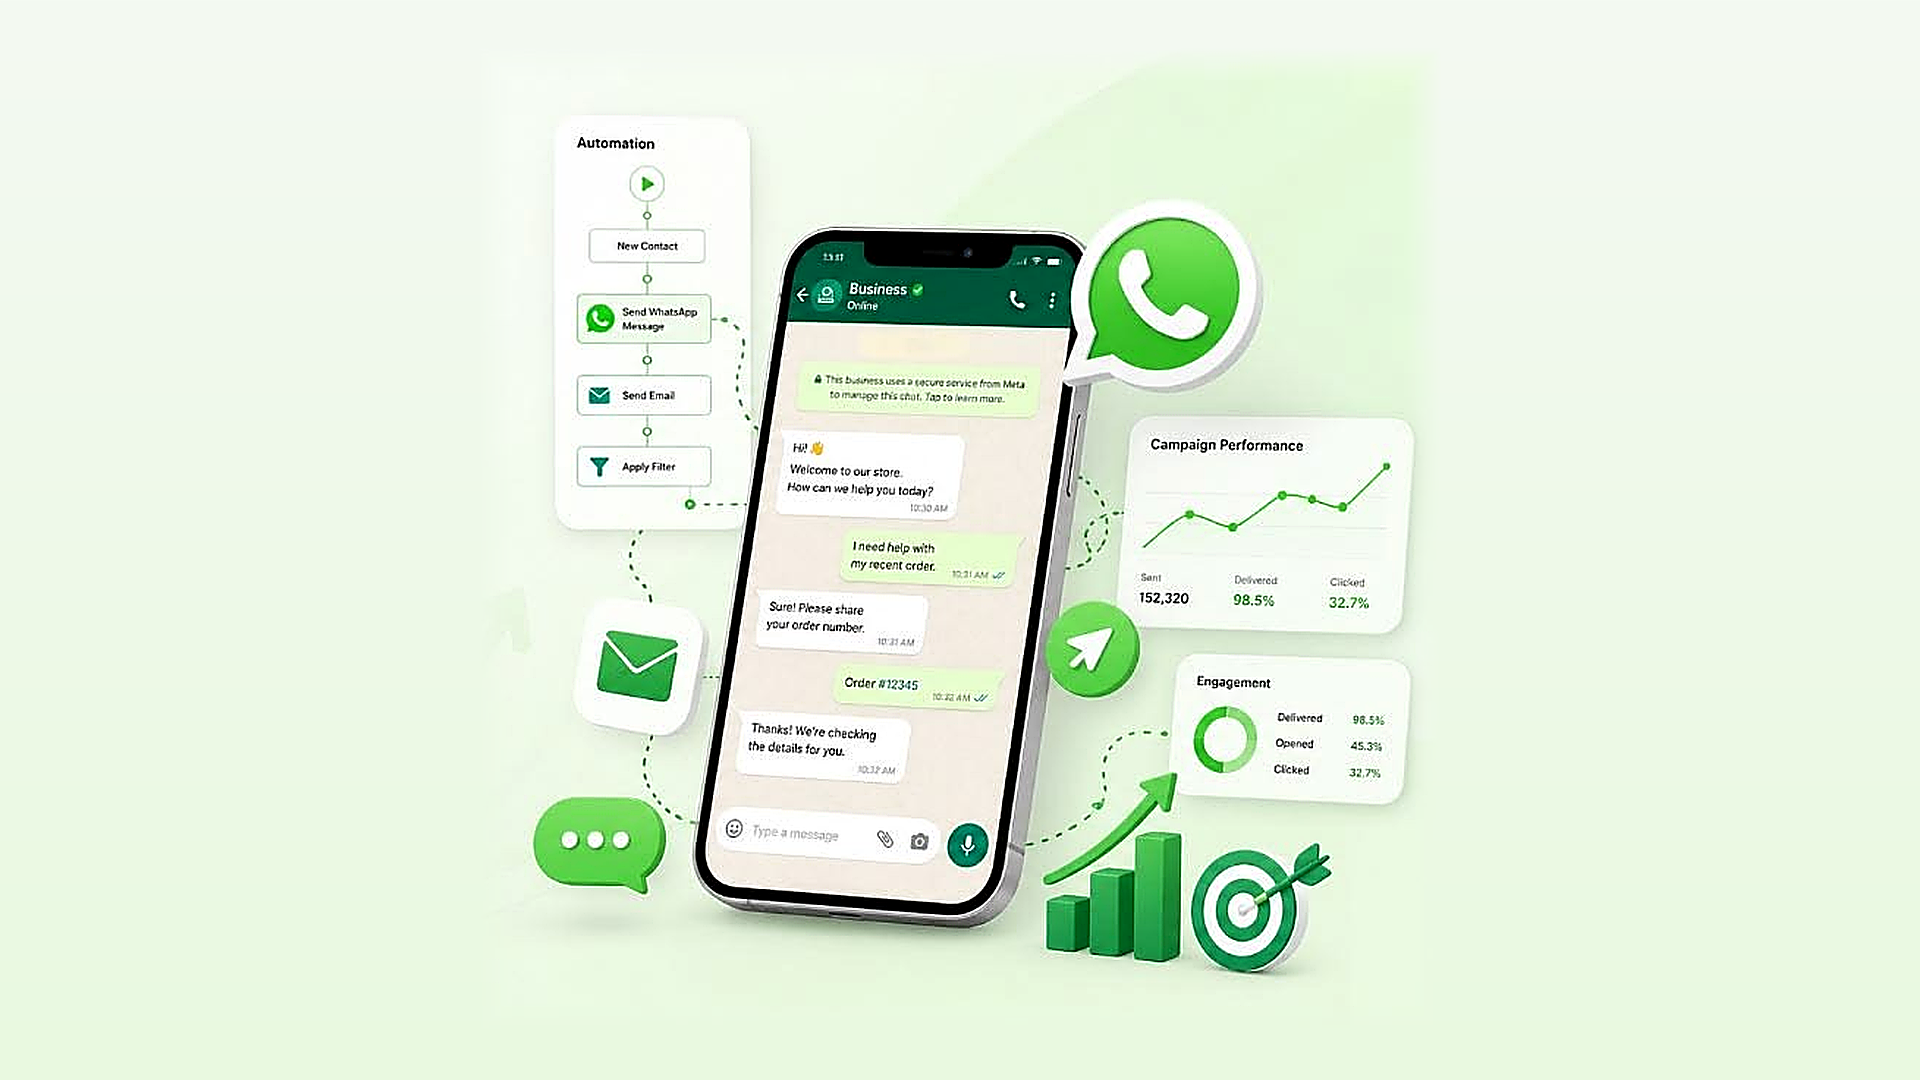 Automation
New Contact
Send WhatsApp
Message
Send Email
Apply Filter
Business
Online
This business uses a secure service from Meta
to manage this chat. Tap to learn more.
Hi! 👋
Welcome to our store.
How can we help you today?
10:30 AM
I need help with
my recent order.
10:31 AM
Sure! Please share
your order number.
10:31 AM
Order #12345
10:32 AM
Thanks! We're checking
the details for you.
10:32 AM
Type a message
Campaign Performance
Sent Delivered Clicked
152,320 98.5% 32.7%
Engagement
Delivered 98.5%
Opened 45.3%
Clicked 32.7%